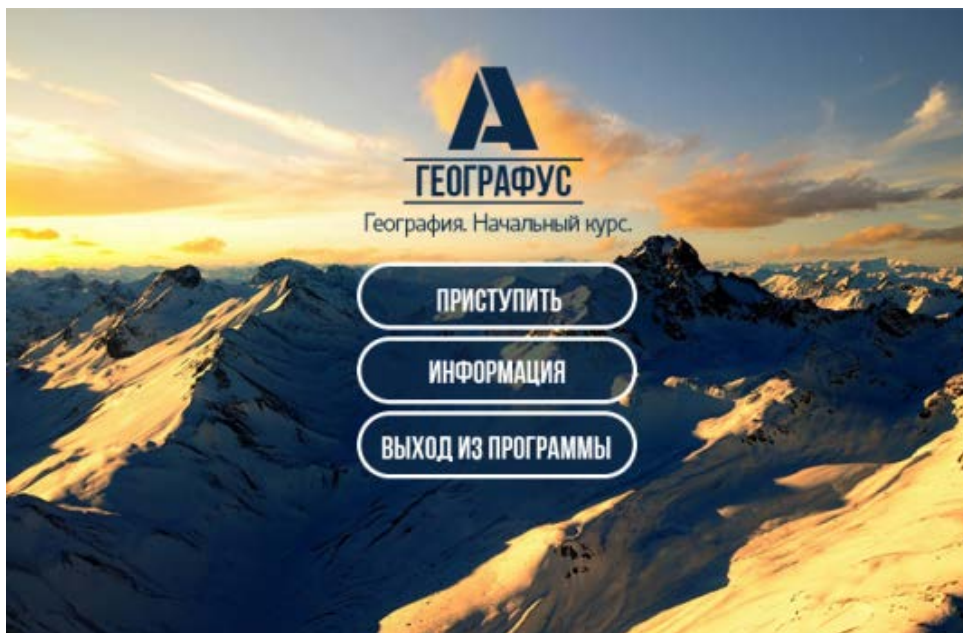 А
ГЕОГРАФУС
География. Начальный курс.
ПРИСТУПИТЬ
ИНФОРМАЦИЯ
ВЫХОД ИЗ ПРОГРАММЫ